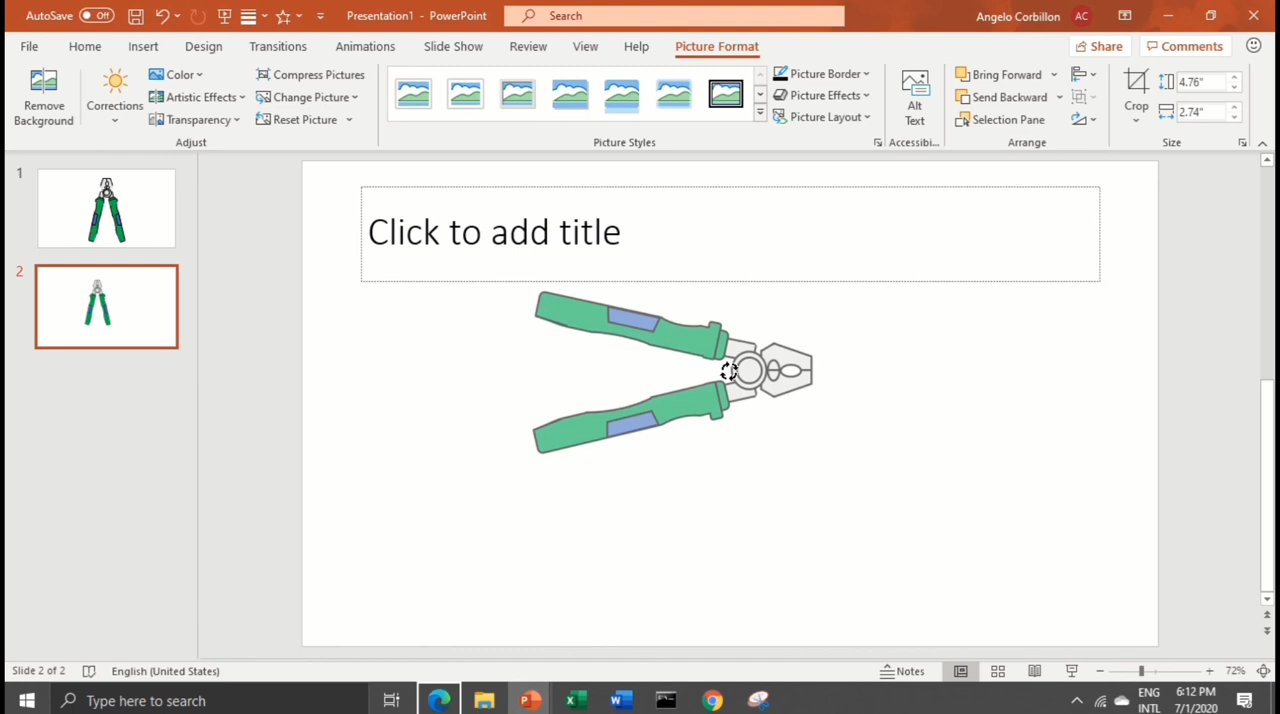 AutoSave Off
Presentation1 - PowerPoint
Search
Angelo Corbillon AC
File Home Insert Design Transitions Animations Slide Show Review View Help Picture Format
Share Comments
Remove Background
Corrections
Color
Artistic Effects
Transparency
Compress Pictures
Change Picture
Reset Picture
Adjust
Picture Styles
Picture Border
Picture Effects
Picture Layout
Alt Text
Accessibi...
Bring Forward
Send Backward
Selection Pane
Arrange
Crop
4.76"
2.74"
Size
1
2
Click to add title
Slide 2 of 2 English (United States) Notes 72%
Type here to search
ENG
INTL
6:12 PM
7/1/2020